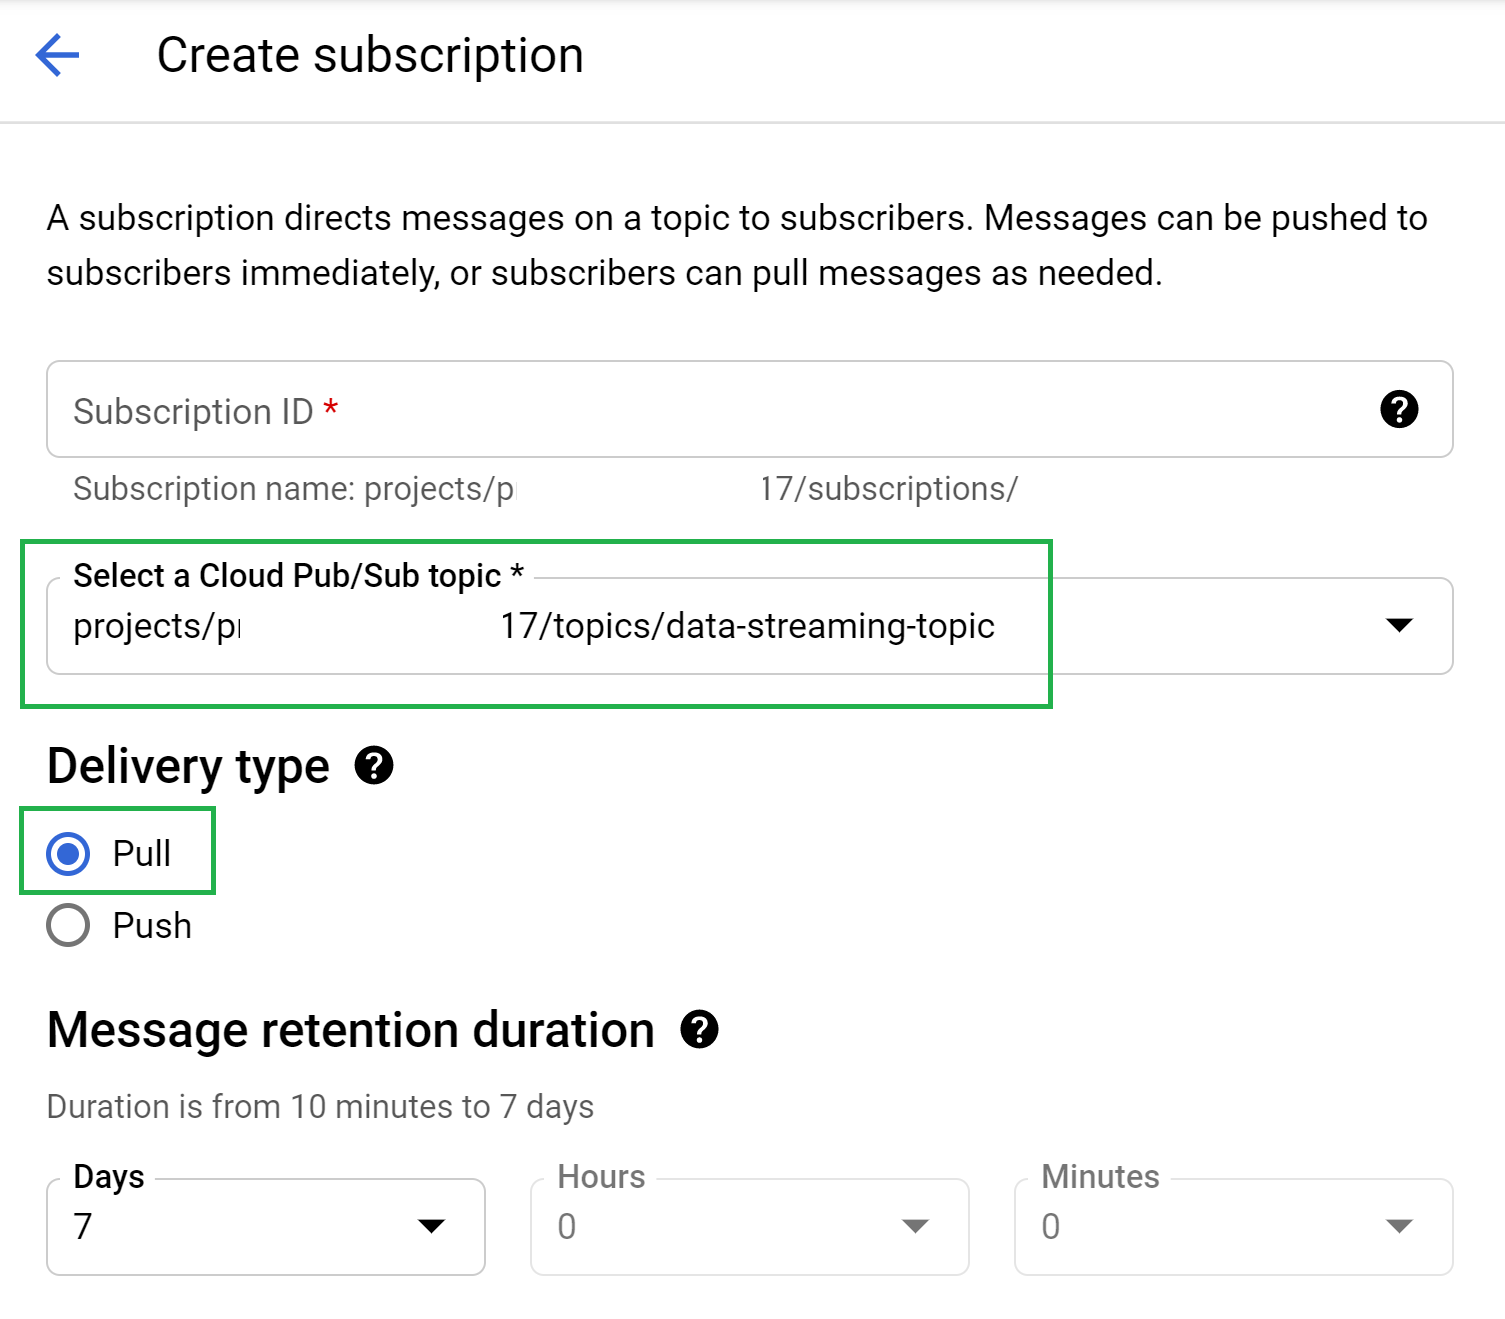 Create subscription
A subscription directs messages on a topic to subscribers. Messages can be pushed to
subscribers immediately, or subscribers can pull messages as needed.
Subscription ID *
Subscription name: projects/p 17/subscriptions/
Select a Cloud Pub/Sub topic *
projects/p 17/topics/data-streaming-topic
Delivery type
Pull
Push
Message retention duration
Duration is from 10 minutes to 7 days
Days Hours Minutes
7 0 0